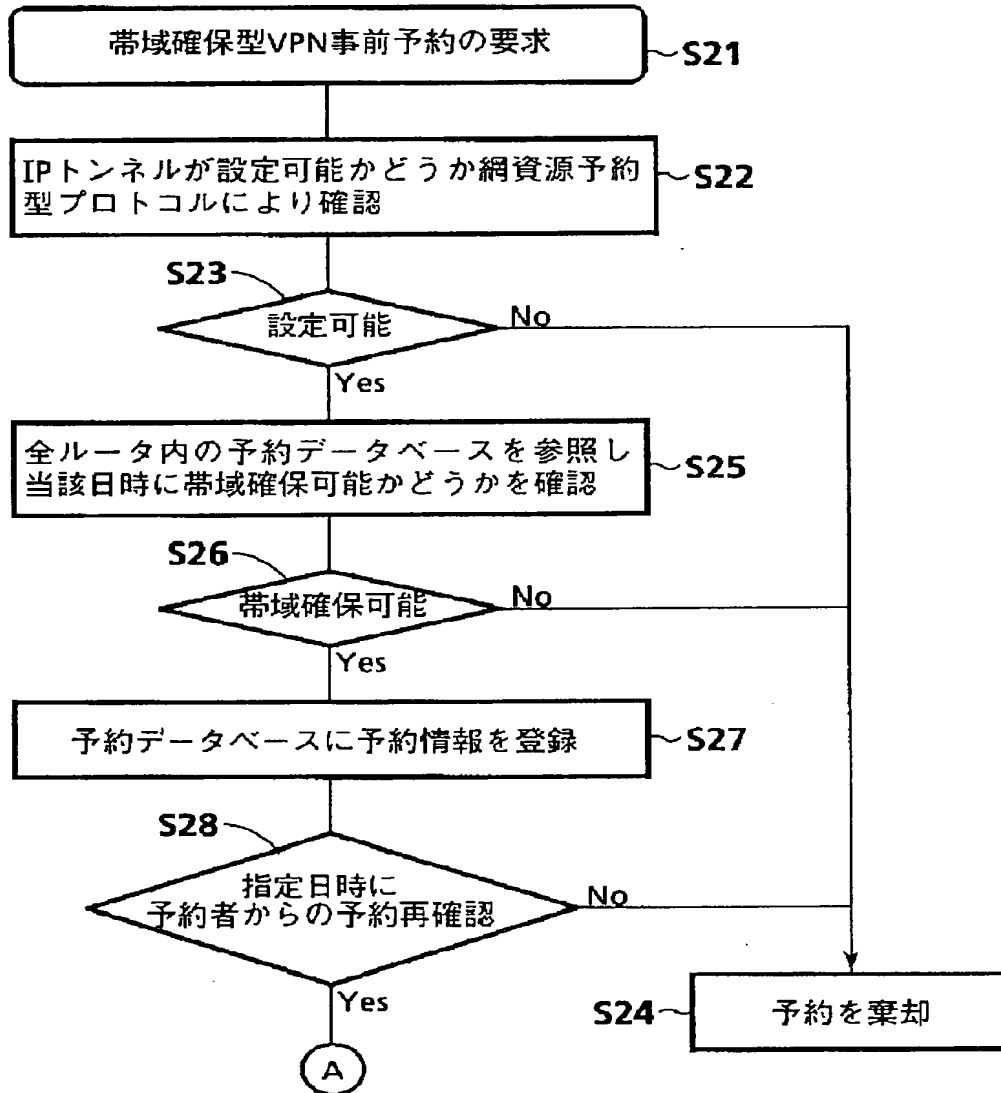 帯域確保型VPN事前予約の要求
S21
IPトンネルが設定可能かどうか網資源予約
型プロトコルにより確認
S22
S23
設定可能
No
Yes
全ルータ内の予約データベースを参照し
当該日時に帯域確保可能かどうかを確認
S25
S26
帯域確保可能
No
Yes
予約データベースに予約情報を登録
S27
S28
指定日時に
予約者からの予約再確認
No
Yes
S24
予約を棄却
A